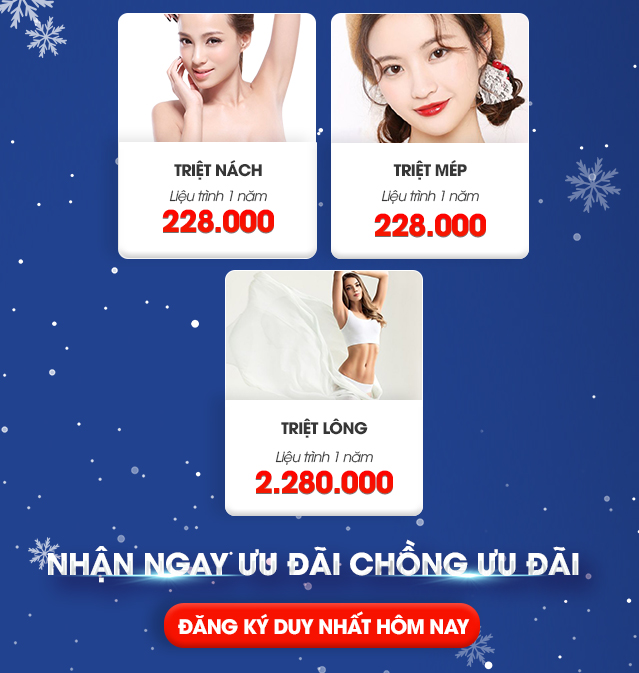 TRIỆT NÁCH
Liệu trình 1 năm
228.000
TRIỆT MÉP
Liệu trình 1 năm
228.000
TRIỆT LÔNG
Liệu trình 1 năm
2.280.000
NHẬN NGAY ƯU ĐÃI CHỒNG ƯU ĐÃI
ĐĂNG KÝ DUY NHẤT HÔM NAY